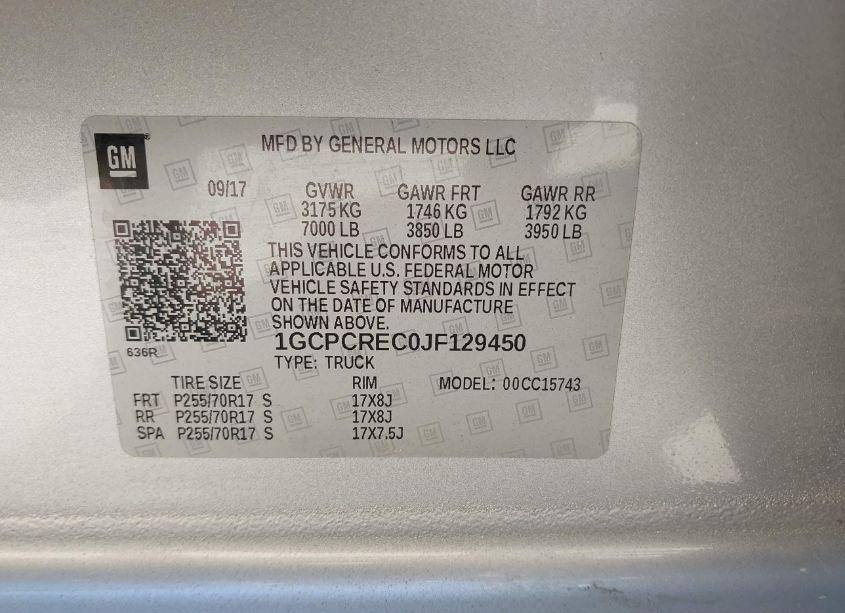 GM
MFD BY GENERAL MOTORS LLC
09/17 GVWR GAWR FRT GAWR RR
3175 KG 1746 KG 1792 KG
7000 LB 3850 LB 3950 LB
THIS VEHICLE CONFORMS TO ALL
APPLICABLE U.S. FEDERAL MOTOR
VEHICLE SAFETY STANDARDS IN EFFECT
ON THE DATE OF MANUFACTURE
SHOWN ABOVE.
636R
1GCPCREC0JF129450
TYPE: TRUCK
TIRE SIZE RIM MODEL: 00CC15743
FRT P255/70R17 S 17X8J
RR P255/70R17 S 17X8J
SPA P255/70R17 S 17X7.5J